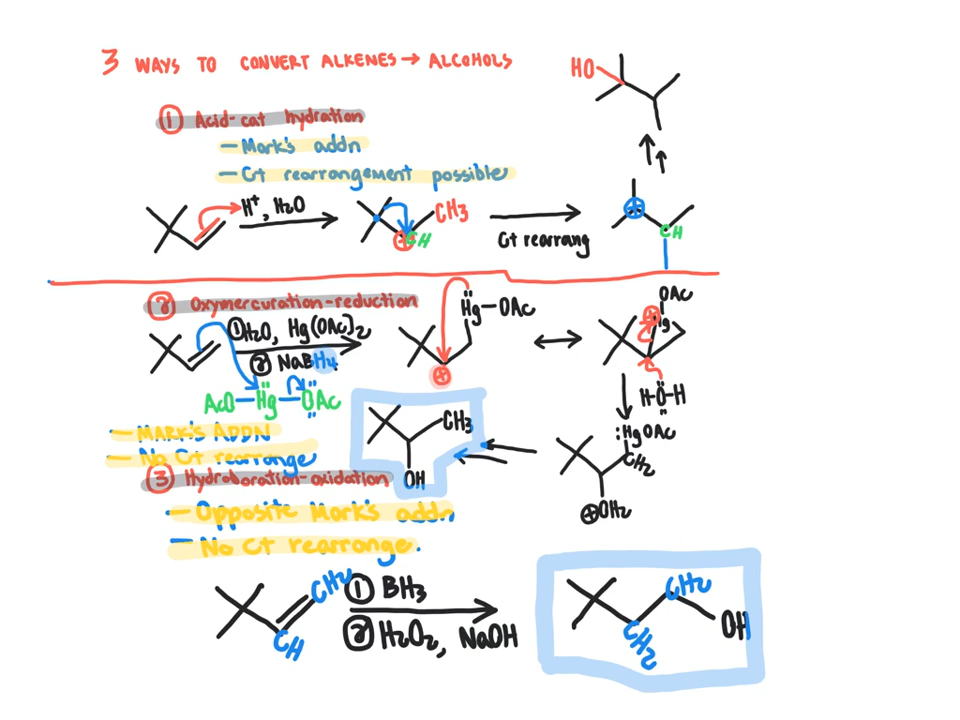 3 WAYS TO CONVERT ALKENES → ALCOHOLS
HO
① Acid-cat hydration
- Mark's addn
- C+ rearrangement possible
H+, H2O
CH3
⊕
CH
C+ rearrang
⊕
CH
② Oxymercuration-reduction
① H2O, Hg(OAc)2
② NaBH4
AcO-Hg-OAc
- MARK'S ADDN
- No C+ rearrange
Hg-OAc
⊕
OAc
Hg
H-O-H
:HgOAc
CH2
⊕OH2
CH3
OH
③ Hydroboration-oxidation
- Opposite Mark's addn
- No C+ rearrange.
CH2
CH
① BH3
② H2O2, NaOH
CH2
CH2
OH